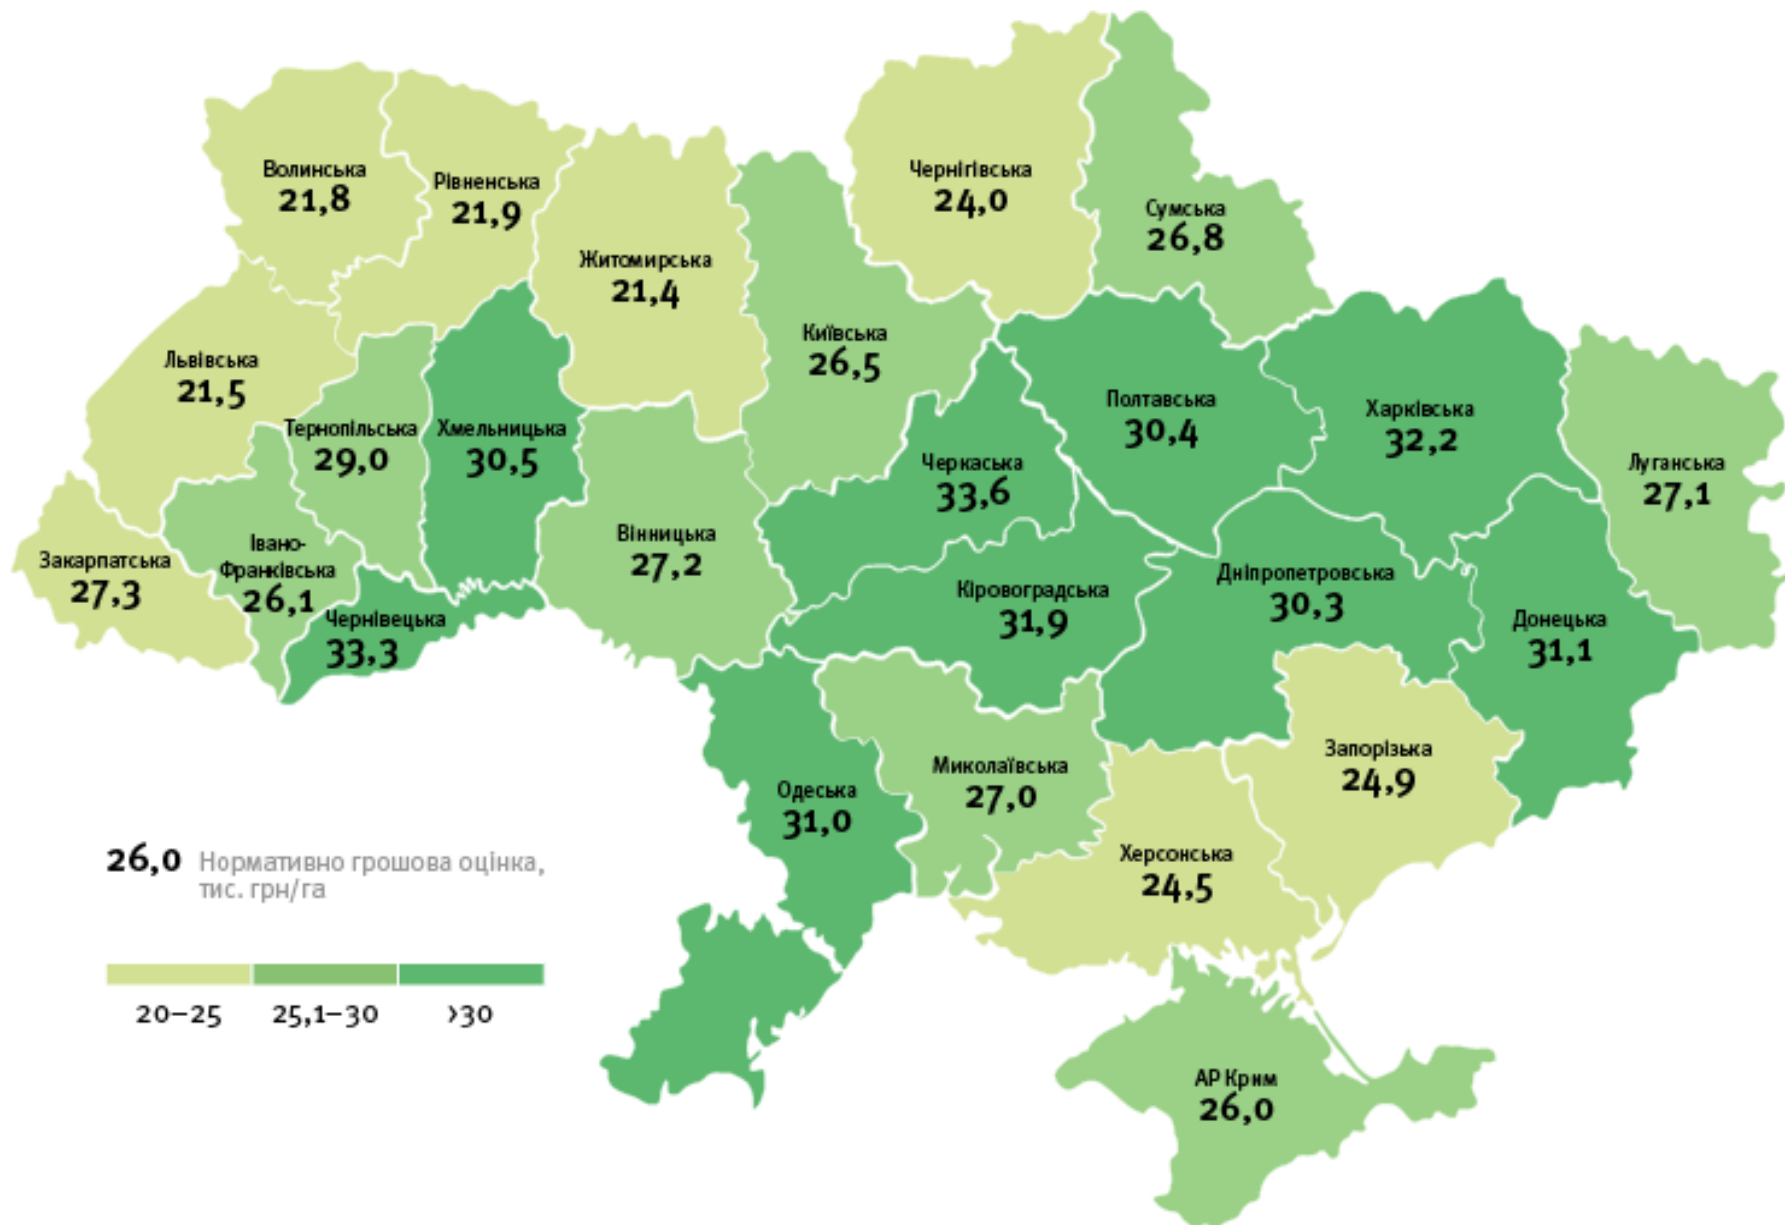 Волинська
21,8
Рівненська
21,9
Житомирська
21,4
Чернігівська
24,0
Сумська
26,8
Київська
26,5
Львівська
21,5
Тернопільська
29,0
Хмельницька
30,5
Полтавська
30,4
Харківська
32,2
Черкаська
33,6
Луганська
27,1
Вінницька
27,2
Закарпатська
27,3
Івано-
Франківська
26,1
Чернівецька
33,3
Кіровоградська
31,9
Дніпропетровська
30,3
Донецька
31,1
Запорізька
24,9
Миколаївська
27,0
Одеська
31,0
Херсонська
24,5
АР Крим
26,0
26,0 Нормативно грошова оцінка,
тис. грн/га
20–25 25,1–30 >30